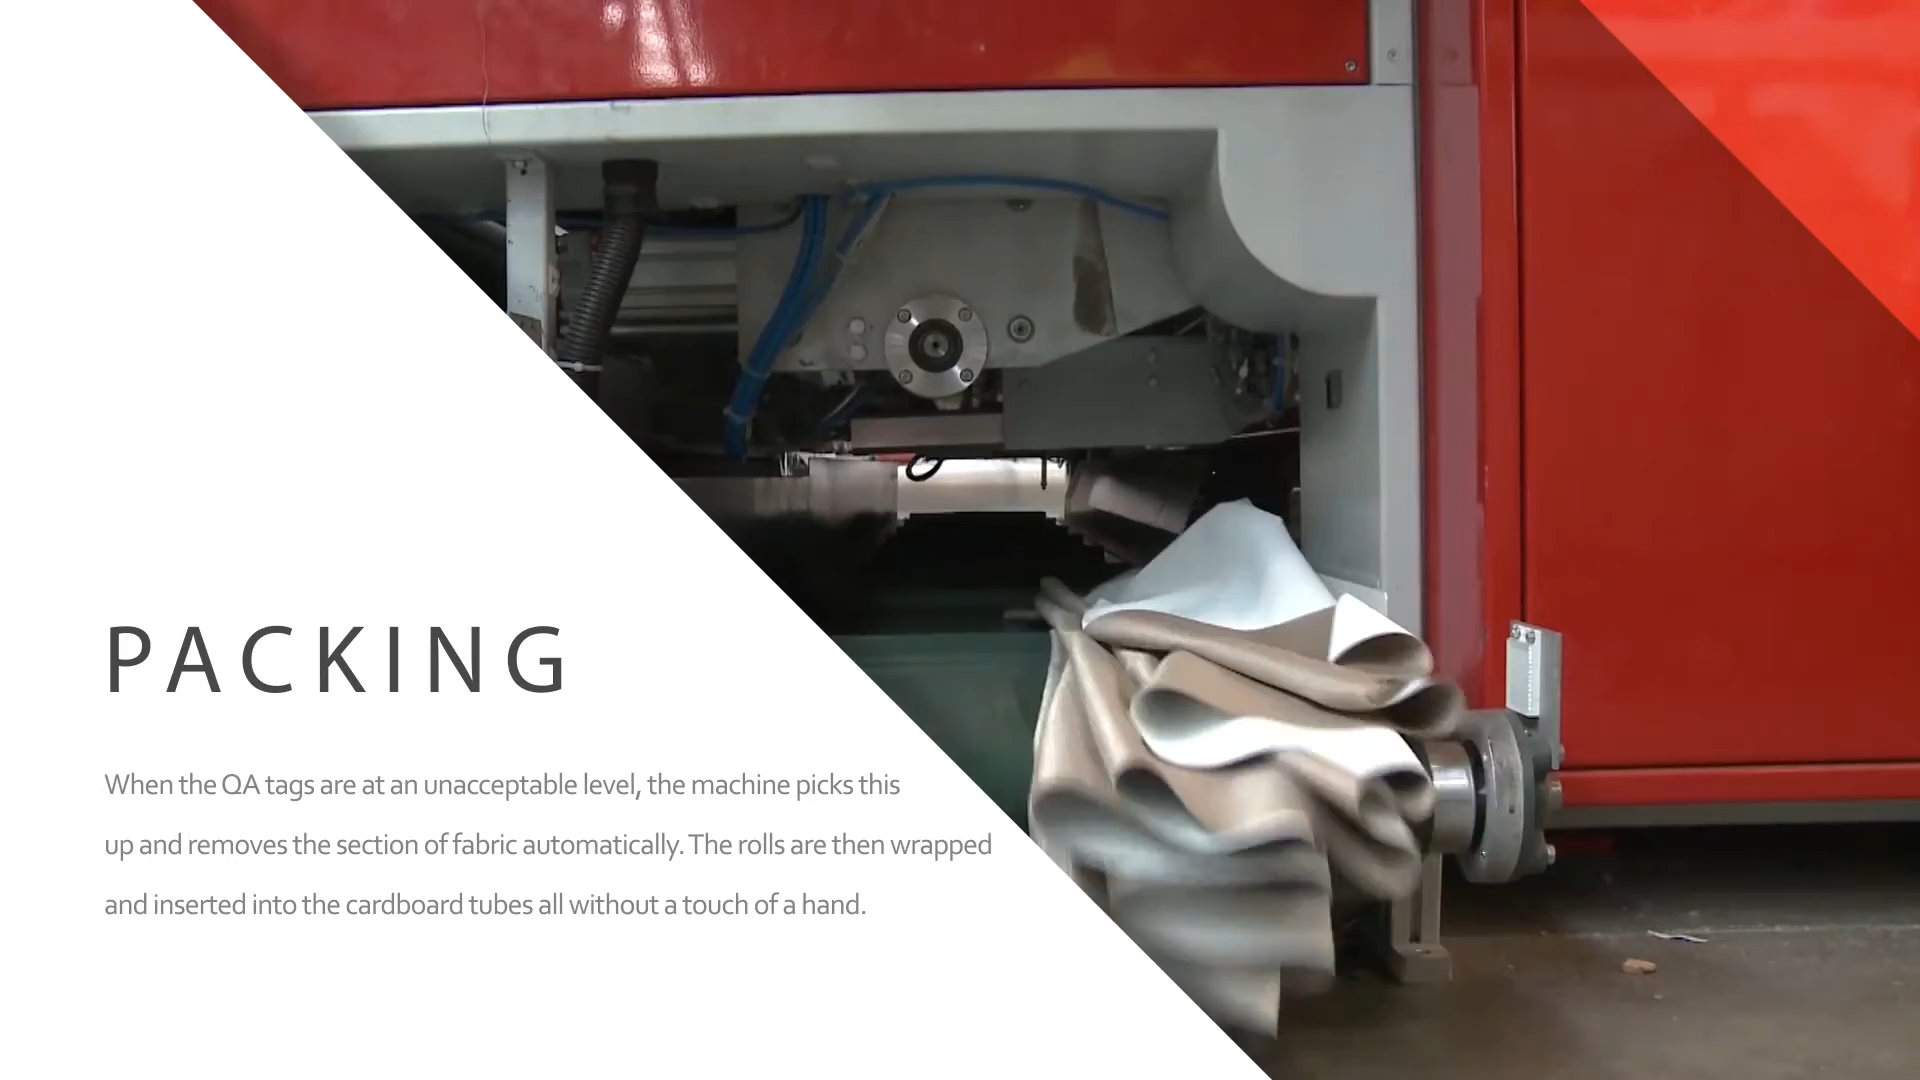 PACKING
When the QA tags are at an unacceptable level, the machine picks this
up and removes the section of fabric automatically. The rolls are then wrapped
and inserted into the cardboard tubes all without a touch of a hand.